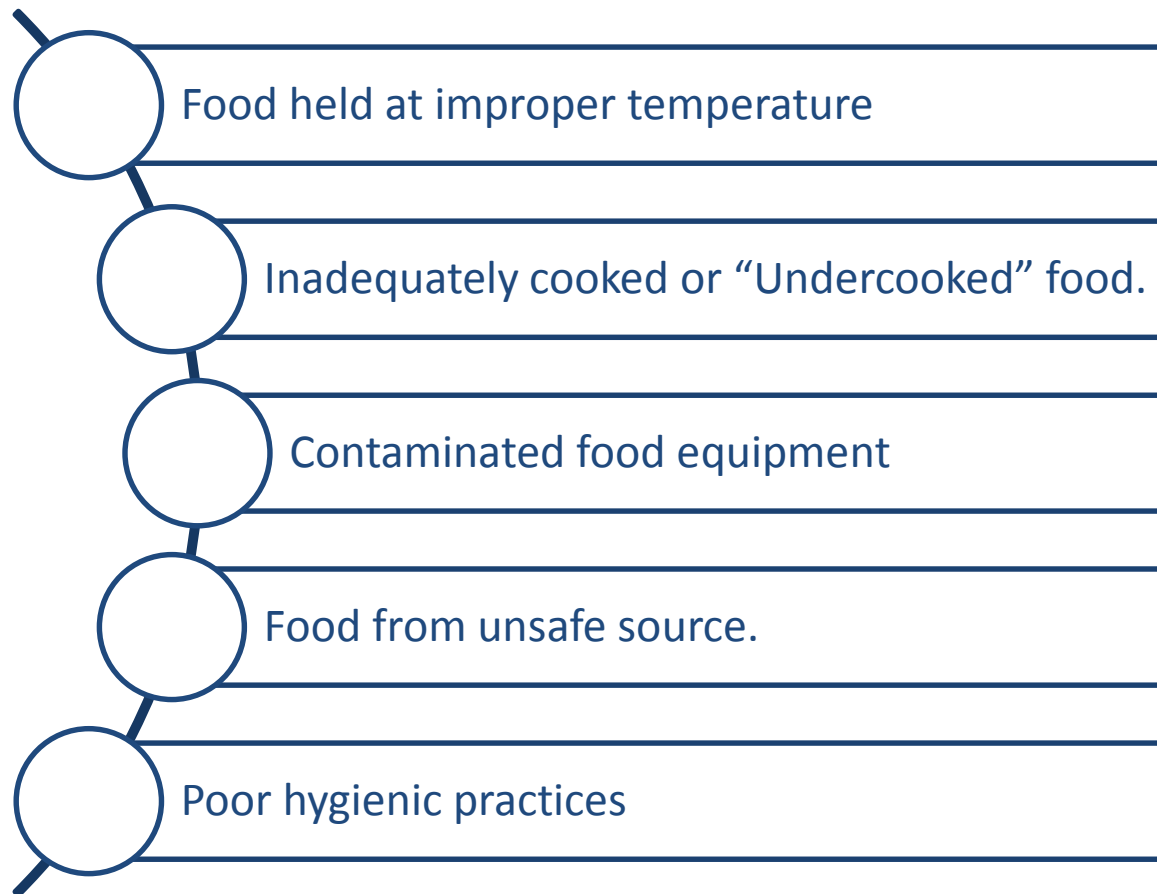 Food held at improper temperature
Inadequately cooked or “Undercooked” food.
Contaminated food equipment
Food from unsafe source.
Poor hygienic practices